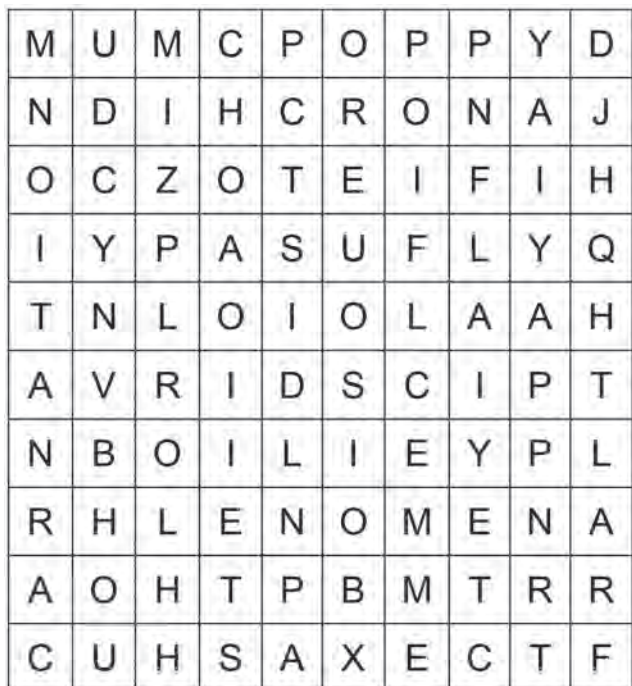 M U M C P O P P Y D
N D I H C R O N A J
O C Z O T E I F I H
I Y P A S U F L Y Q
T N L O I O L A A H
A V R I D S C I P T
N B O I L I E Y P L
R H L E N O M E N A
A O H T P B M T R R
C U H S A X E C T F